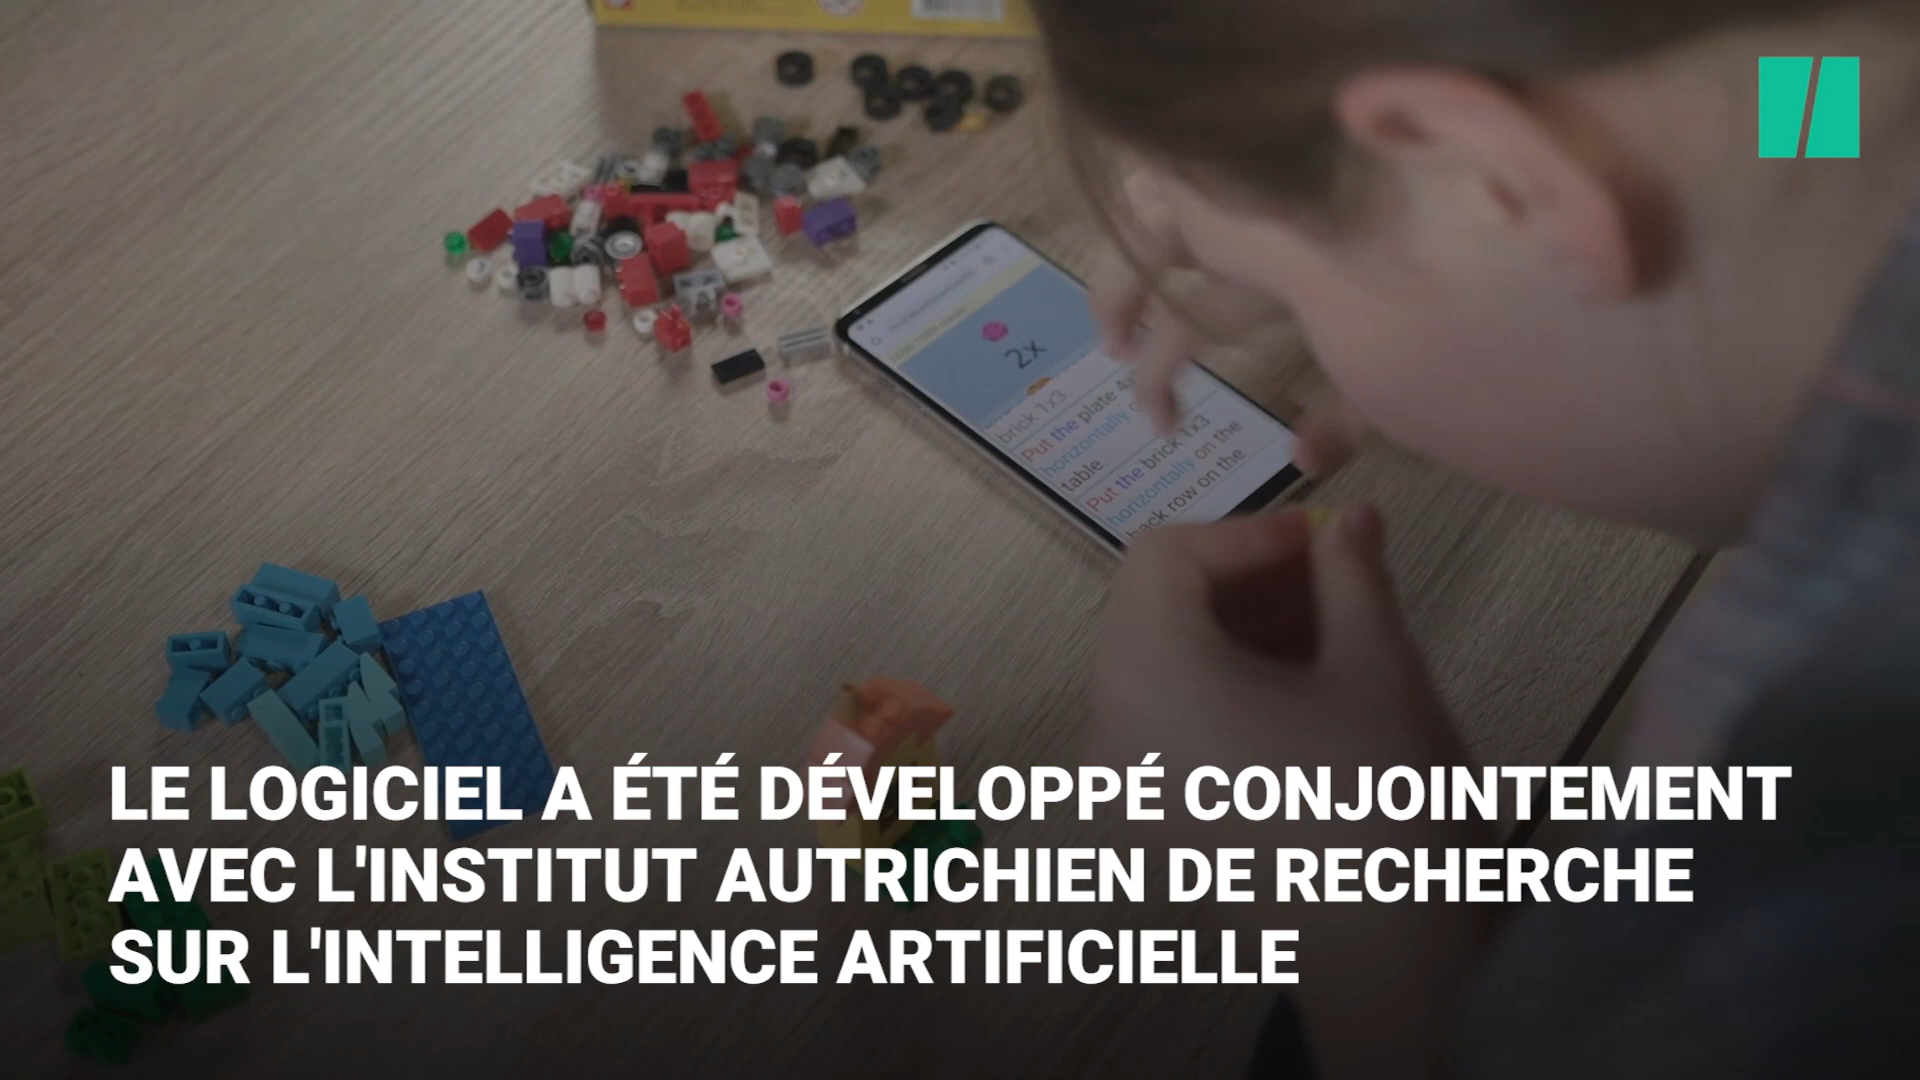 2x
brick 1x3.
Put the plate
horizontally
table.
Put the brick 1x3
horizontally on the
back row on the
LE LOGICIEL A ÉTÉ DÉVELOPPÉ CONJOINTEMENT
AVEC L'INSTITUT AUTRICHIEN DE RECHERCHE
SUR L'INTELLIGENCE ARTIFICIELLE